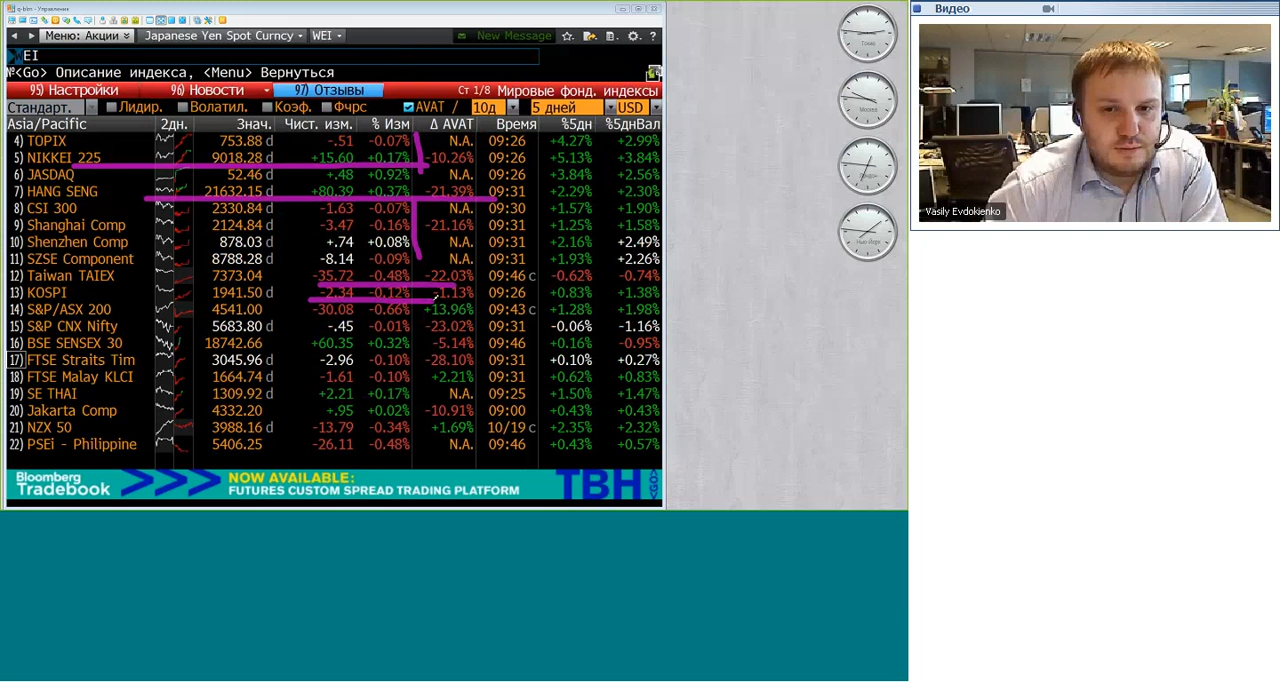 q-blmt - Управление
Меню: Акции Japanese Yen Spot Curncy WEI New Message ?
EI
№<Go> Описание индекса, <Menu> Вернуться
95) Настройки 96) Новости 97) Отзывы Ст 1/8 Мировые фонд. индексы
Стандарт. Лидир. Волатил. Коэф. Фчрс AVAT / 10д 5 дней USD
Asia/Pacific 2дн. Знач. Чист. изм. % Изм Δ AVAT Время %5дн %5днВал
4) TOPIX 753.88 d -.51 -0.07% N.A. 09:26 +4.27% +2.99%
5) NIKKEI 225 9018.28 d +15.60 +0.17% -10.26% 09:26 +5.13% +3.84%
6) JASDAQ 52.46 d +.48 +0.92% N.A. 09:26 +3.84% +2.56%
7) HANG SENG 21632.15 d +80.39 +0.37% -21.39% 09:31 +2.29% +2.30%
8) CSI 300 2330.84 d -1.63 -0.07% N.A. 09:30 +1.57% +1.90%
9) Shanghai Comp 2124.84 d -3.47 -0.16% -21.16% 09:31 +1.25% +1.58%
10) Shenzhen Comp 878.03 d +.74 +0.08% N.A. 09:31 +2.16% +2.49%
11) SZSE Component 8788.28 d -8.14 -0.09% N.A. 09:31 +1.93% +2.26%
12) Taiwan TAIEX 7373.04 -35.72 -0.48% -22.03% 09:46 c -0.62% -0.74%
13) KOSPI 1941.50 d -2.34 -0.12% -1.13% 09:26 +0.83% +1.38%
14) S&P/ASX 200 4541.00 -30.08 -0.66% +13.96% 09:43 c +1.28% +1.98%
15) S&P CNX Nifty 5683.80 d -.45 -0.01% -23.02% 09:31 -0.06% -1.16%
16) BSE SENSEX 30 18742.66 +60.35 +0.32% -5.14% 09:46 +0.16% -0.95%
17) FTSE Straits Tim 3045.96 d -2.96 -0.10% -28.10% 09:31 +0.10% +0.27%
18) FTSE Malay KLCI 1664.74 d -1.61 -0.10% +2.21% 09:31 +0.62% +0.83%
19) SE THAI 1309.92 d +2.21 +0.17% N.A. 09:25 +1.50% +1.47%
20) Jakarta Comp 4332.20 +.95 +0.02% -10.91% 09:00 +0.43% +0.43%
21) NZX 50 3988.16 d -13.79 -0.34% +1.69% 10/19 c +2.35% +2.32%
22) PSEi - Philippine 5406.25 -26.11 -0.48% N.A. 09:46 +0.43% +0.57%
Bloomberg
Tradebook
NOW AVAILABLE:
FUTURES CUSTOM SPREAD TRADING PLATFORM
TBH <GO>
Токио
Москва
Лондон
Нью-Йорк
Видео
Vasily Evdokienko